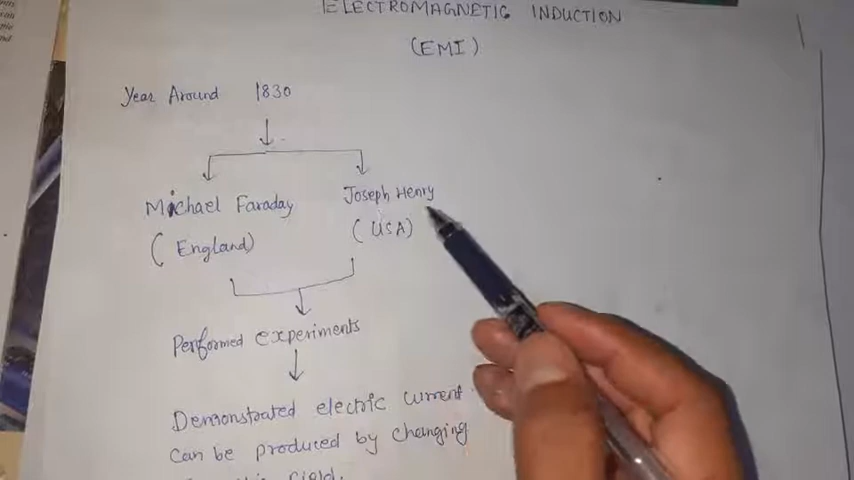 ELECTROMAGNETIC INDUCTION
(EMI)
Year Around 1830
Michael Faraday Joseph Henry
(England) (USA)
Performed experiments
Demonstrated electric current
can be produced by changing
field.